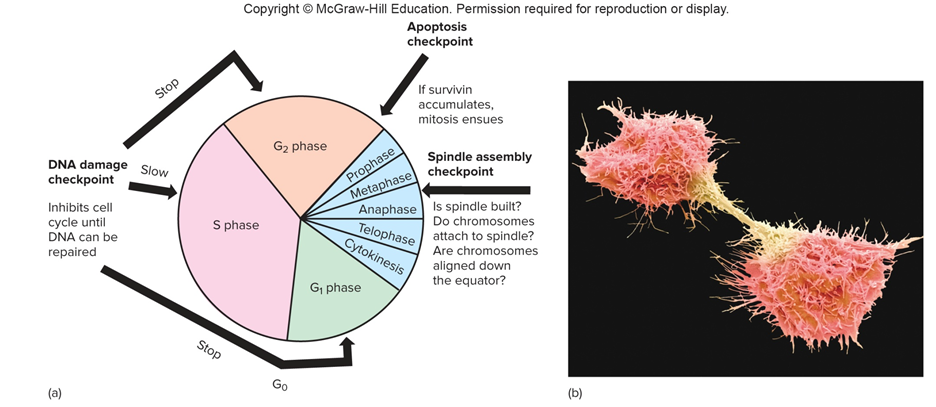 Copyright © McGraw-Hill Education. Permission required for reproduction or display.
Apoptosis
checkpoint
Stop
If survivin
accumulates,
mitosis ensues
G₂ phase
DNA damage
checkpoint
Slow
Inhibits cell
cycle until
DNA can be
repaired
S phase
Prophase
Metaphase
Anaphase
Telophase
Cytokinesis
Spindle assembly
checkpoint
Is spindle built?
Do chromosomes
attach to spindle?
Are chromosomes
aligned down
the equator?
G₁ phase
Stop
G₀
(a)
(b)